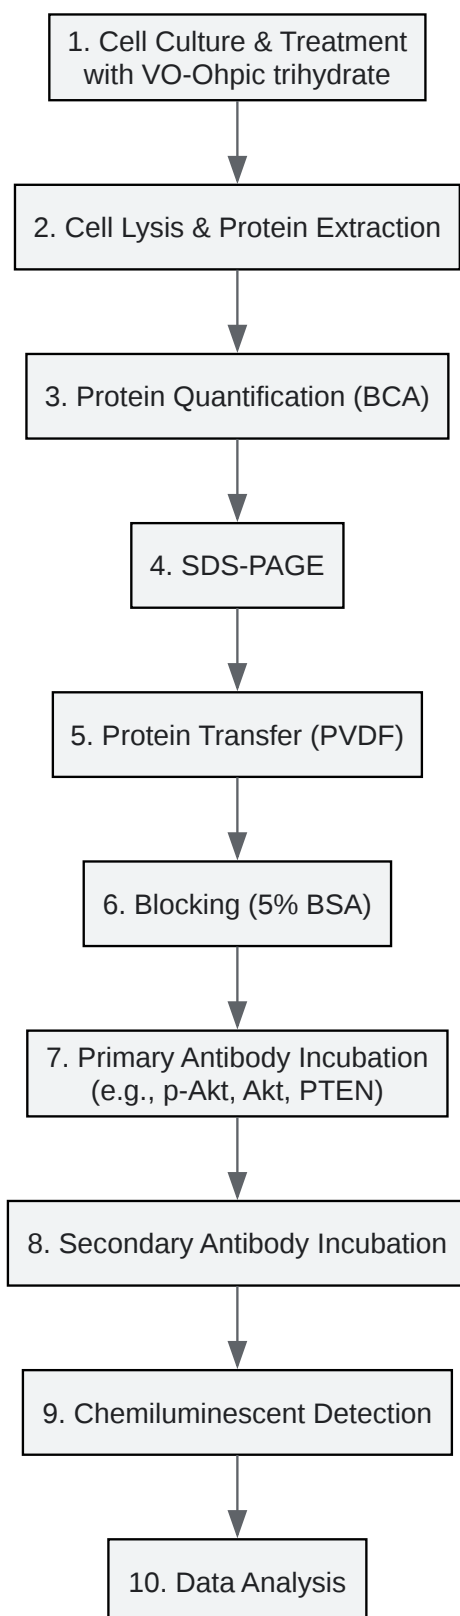 1. Cell Culture & Treatment
with VO-Ohpic trihydrate
2. Cell Lysis & Protein Extraction
3. Protein Quantification (BCA)
4. SDS-PAGE
5. Protein Transfer (PVDF)
6. Blocking (5% BSA)
7. Primary Antibody Incubation
(e.g., p-Akt, Akt, PTEN)
8. Secondary Antibody Incubation
9. Chemiluminescent Detection
10. Data Analysis